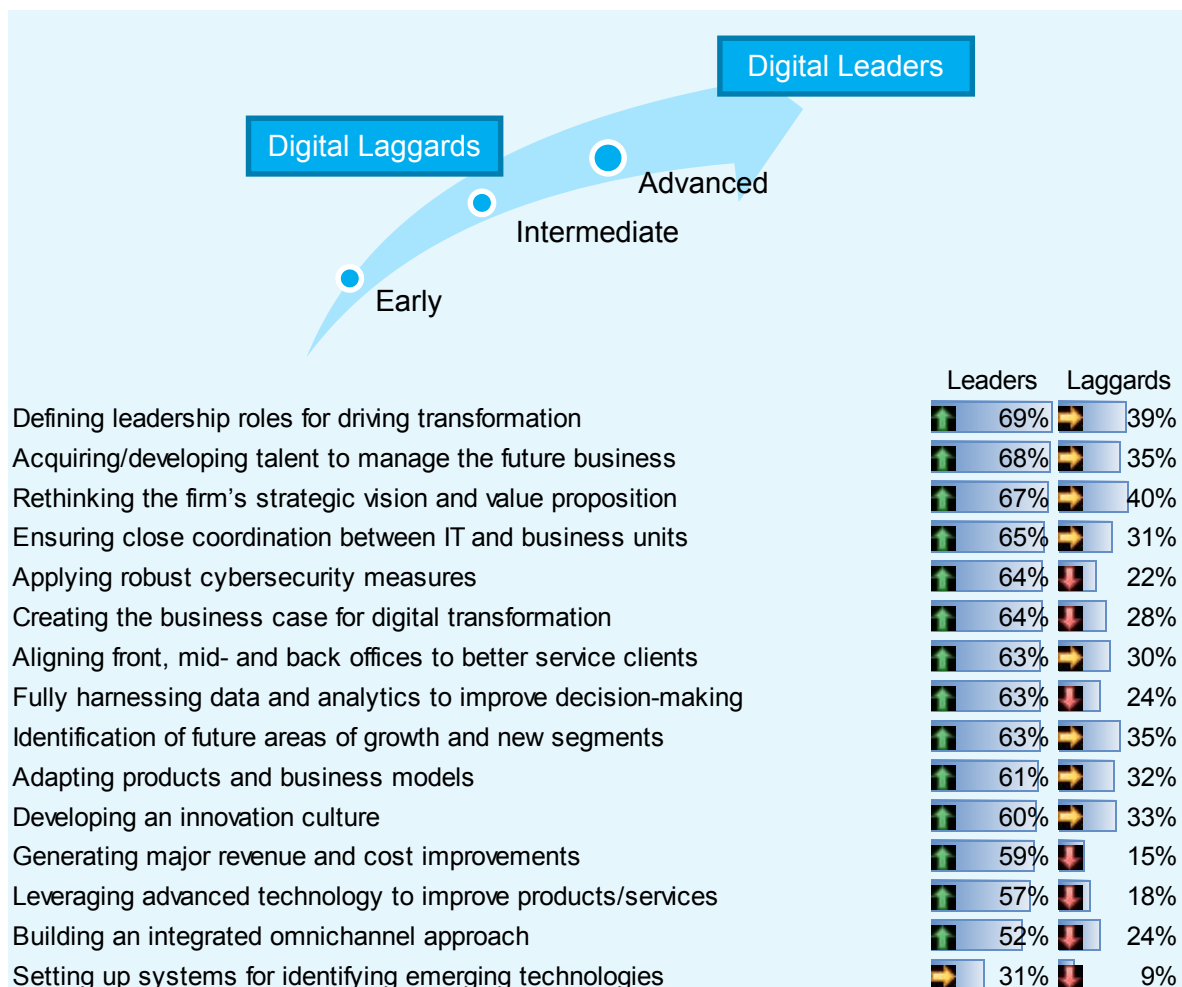 Digital Leaders
Digital Laggards
Advanced
Intermediate
Early
Leaders Laggards
Defining leadership roles for driving transformation 69% 39%
Acquiring/developing talent to manage the future business 68% 35%
Rethinking the firm's strategic vision and value proposition 67% 40%
Ensuring close coordination between IT and business units 65% 31%
Applying robust cybersecurity measures 64% 22%
Creating the business case for digital transformation 64% 28%
Aligning front, mid- and back offices to better service clients 63% 30%
Fully harnessing data and analytics to improve decision-making 63% 24%
Identification of future areas of growth and new segments 63% 35%
Adapting products and business models 61% 32%
Developing an innovation culture 60% 33%
Generating major revenue and cost improvements 59% 15%
Leveraging advanced technology to improve products/services 57% 18%
Building an integrated omnichannel approach 52% 24%
Setting up systems for identifying emerging technologies 31% 9%